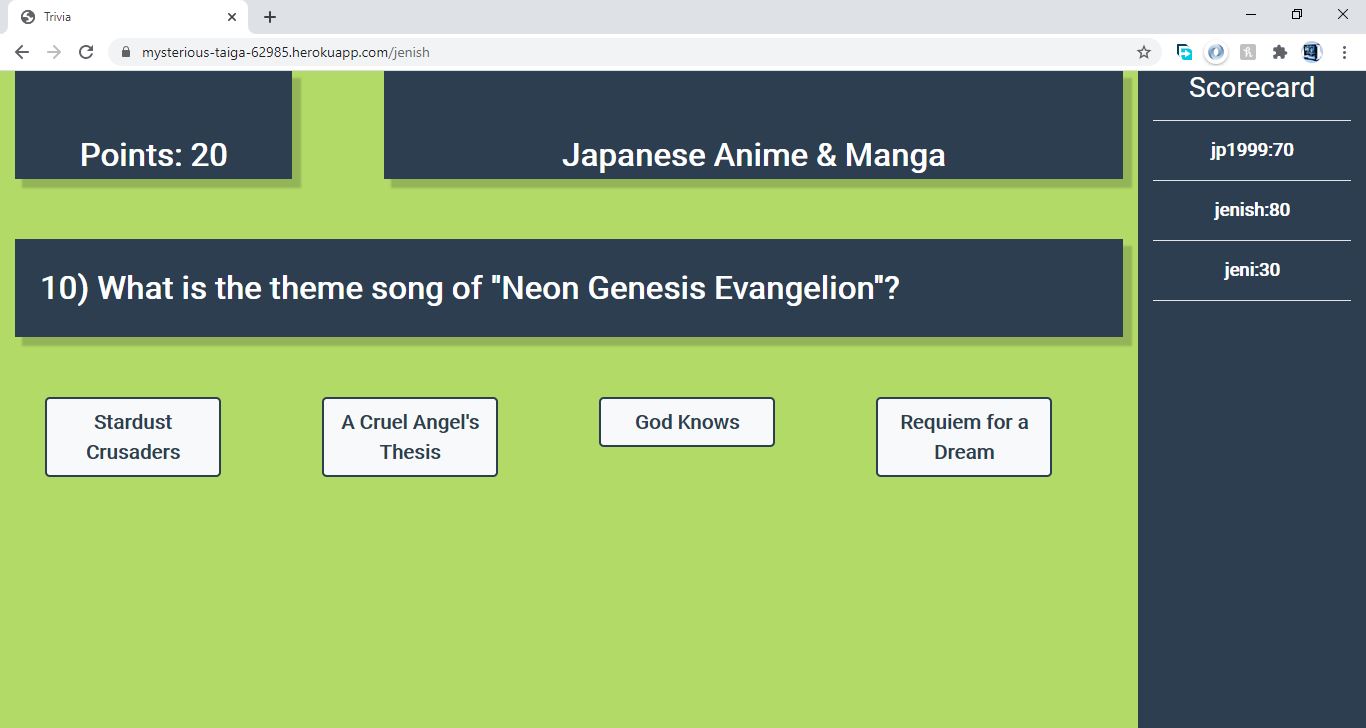 Trivia
mysterious-taiga-62985.herokuapp.com/jenish
Points: 20
Japanese Anime & Manga
10) What is the theme song of "Neon Genesis Evangelion"?
Stardust
Crusaders
A Cruel Angel's
Thesis
God Knows
Requiem for a
Dream
Scorecard
jp1999:70
jenish:80
jeni:30